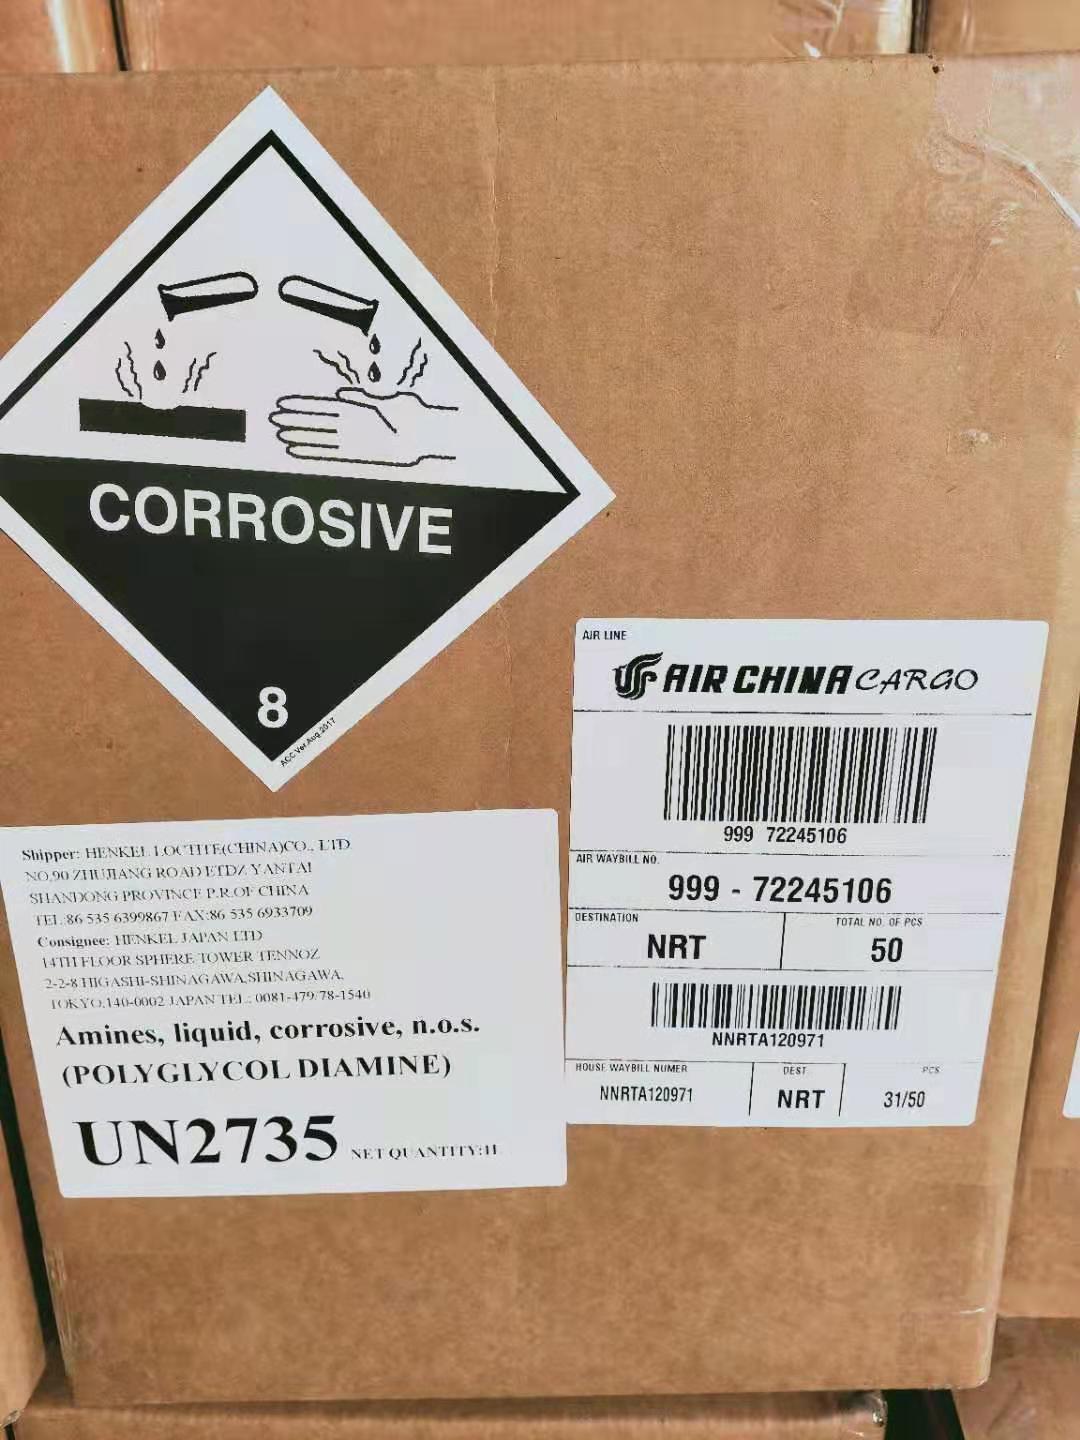 CORROSIVE
8
ACC Ver.Aug.2017
AIR LINE
AIR CHINA CARGO
999 72245106
AIR WAYBILL NO.
999 - 72245106
DESTINATION
TOTAL NO. OF PCS
NRT
50
NNRTA120971
HOUSE WAYBILL NUMER
DEST
PCS
NNRTA120971
NRT
31/50
Shipper: HENKEL LOCTITE(CHINA)CO., LTD
NO,90 ZHUJIANG ROAD ETDZ YANTAI
SHANDONG PROVINCE P.R.OF CHINA
TEL:86 535 6399867 FAX:86 535 6933709
Consignee: HENKEL JAPAN LTD
14TH FLOOR SPHERE TOWER TENNOZ
2-2-8 HIGASHI-SHINAGAWA,SHINAGAWA,
TOKYO,140-0002 JAPAN TEL: 0081-479/78-1540
Amines, liquid, corrosive, n.o.s.
(POLYGLYCOL DIAMINE)
UN2735 NET QUANTITY:1L